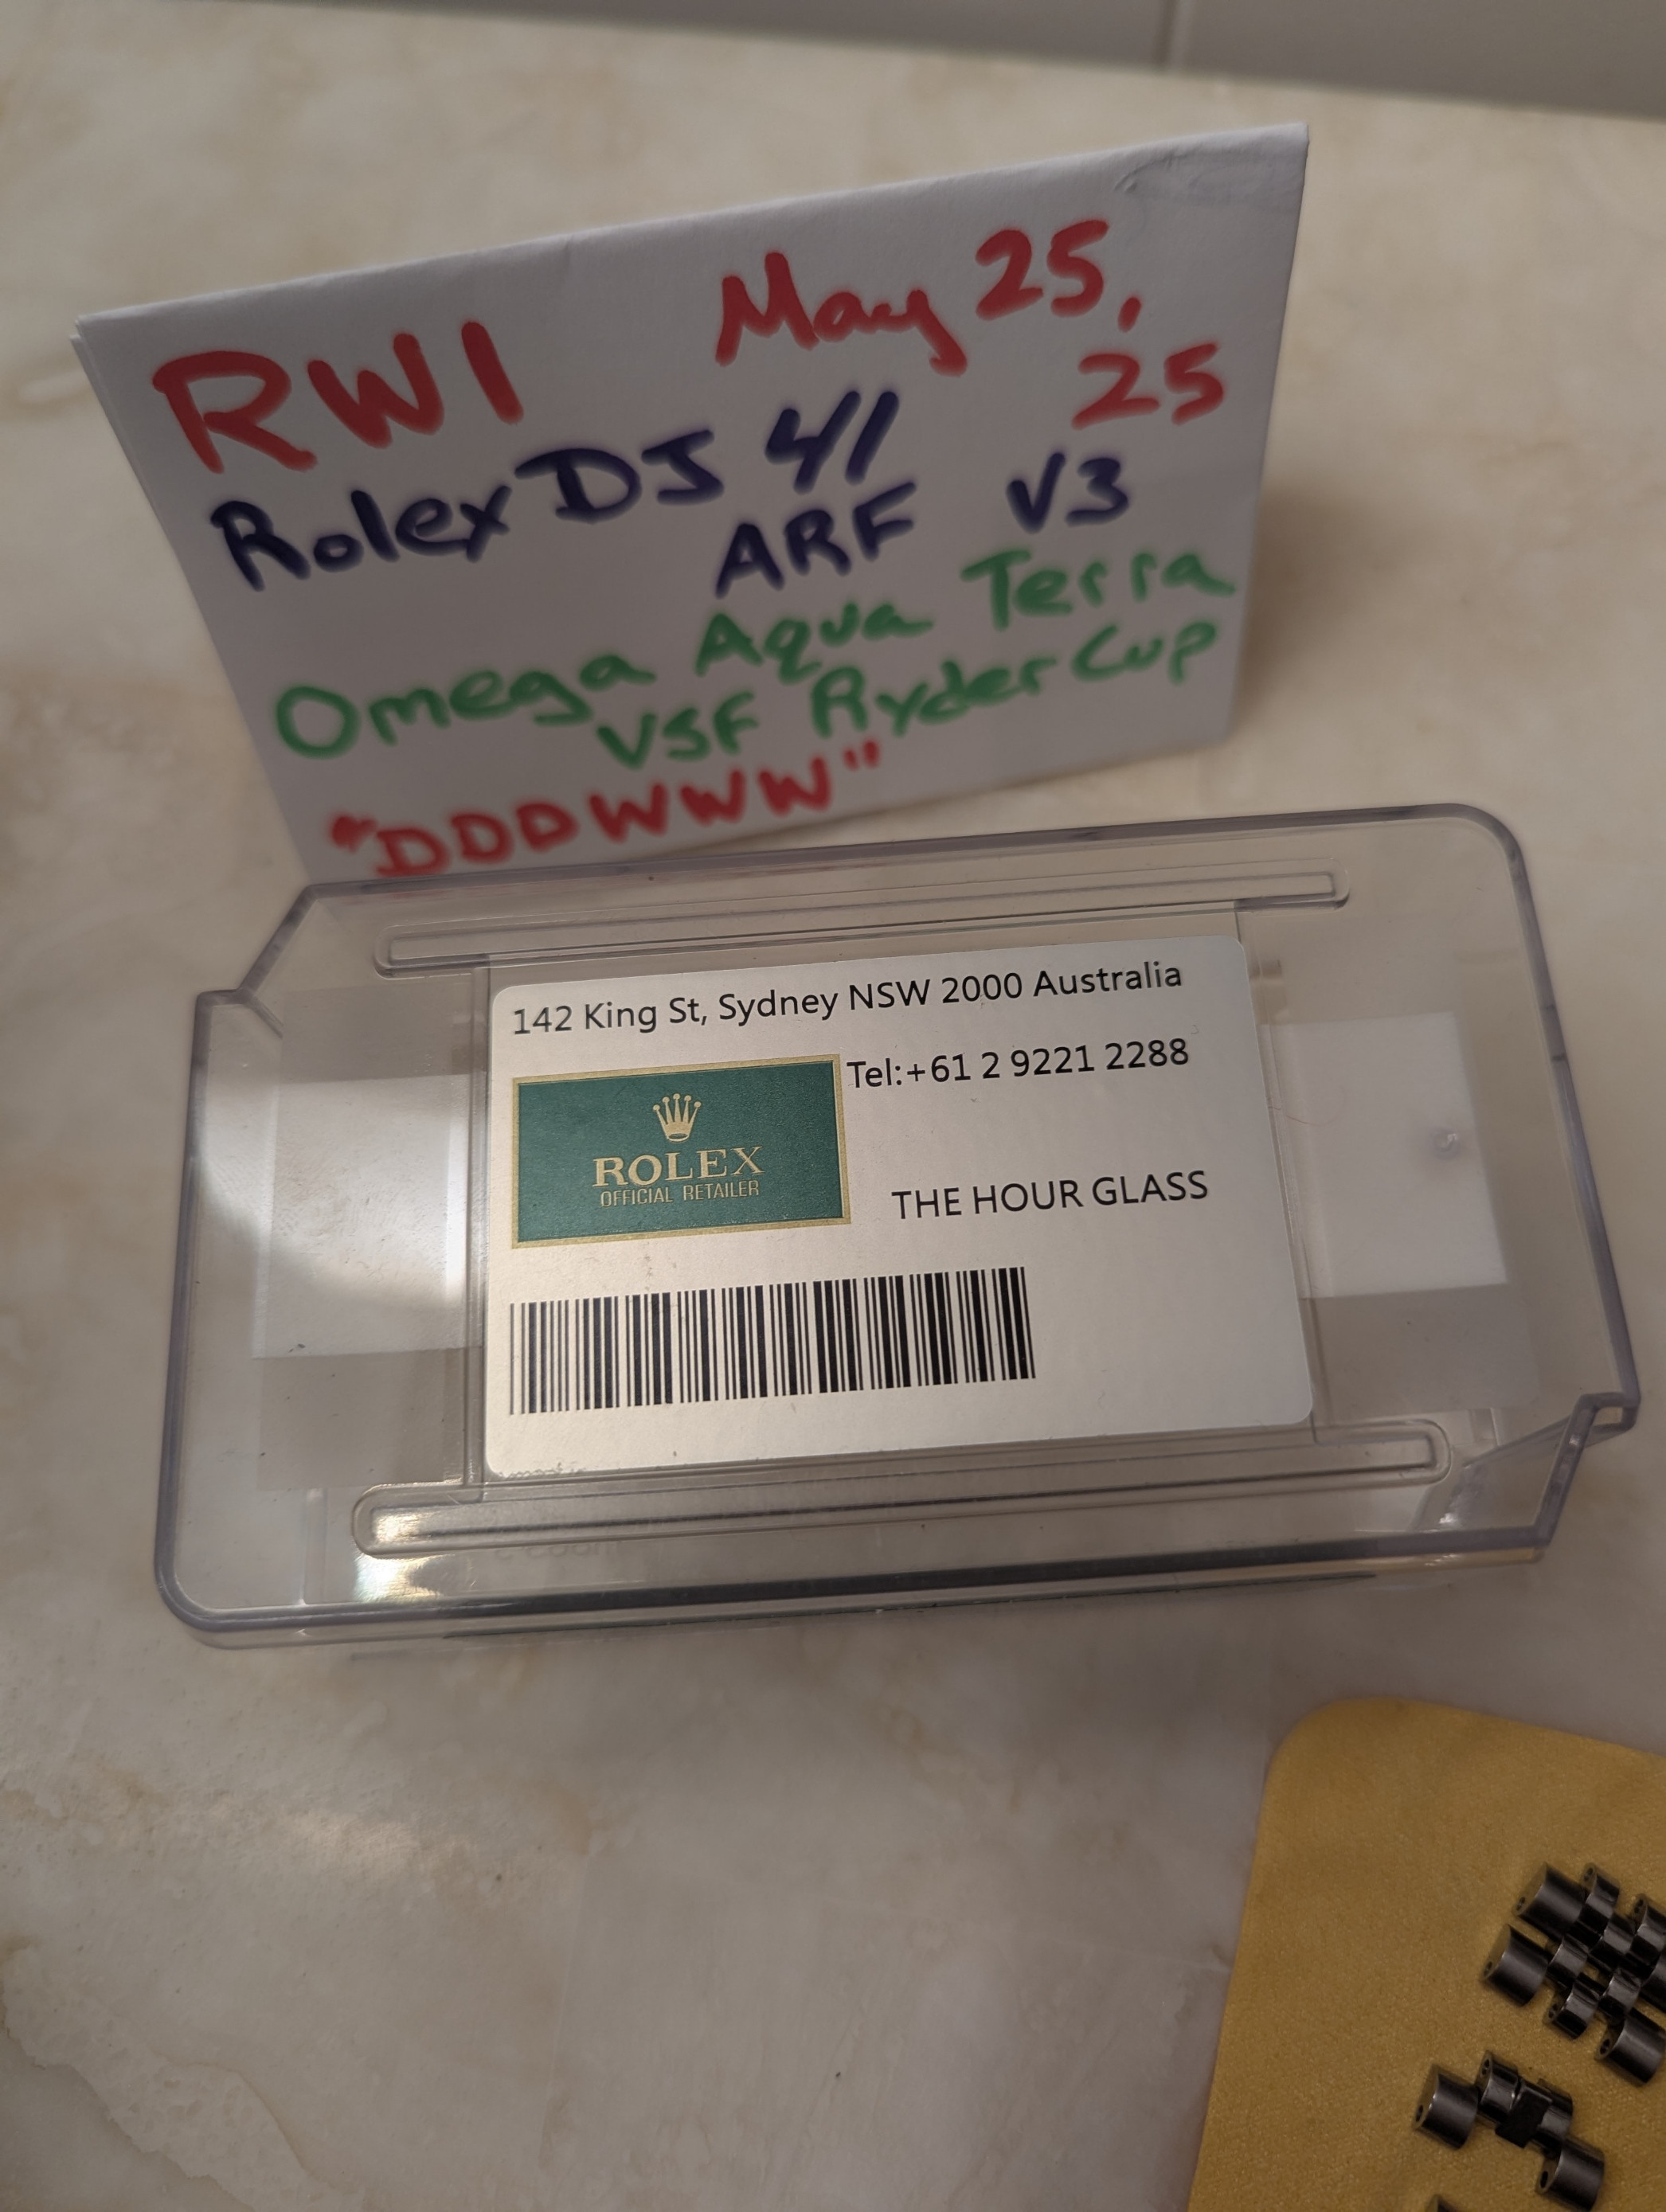 RWI May 25,
25
Rolex DJ 41
ARF V3
Omega Aqua Terra
VSF Ryder Cup
"DDDWWW"
142 King St, Sydney NSW 2000 Australia
Tel:+61 2 9221 2288
ROLEX
OFFICIAL RETAILER
THE HOUR GLASS